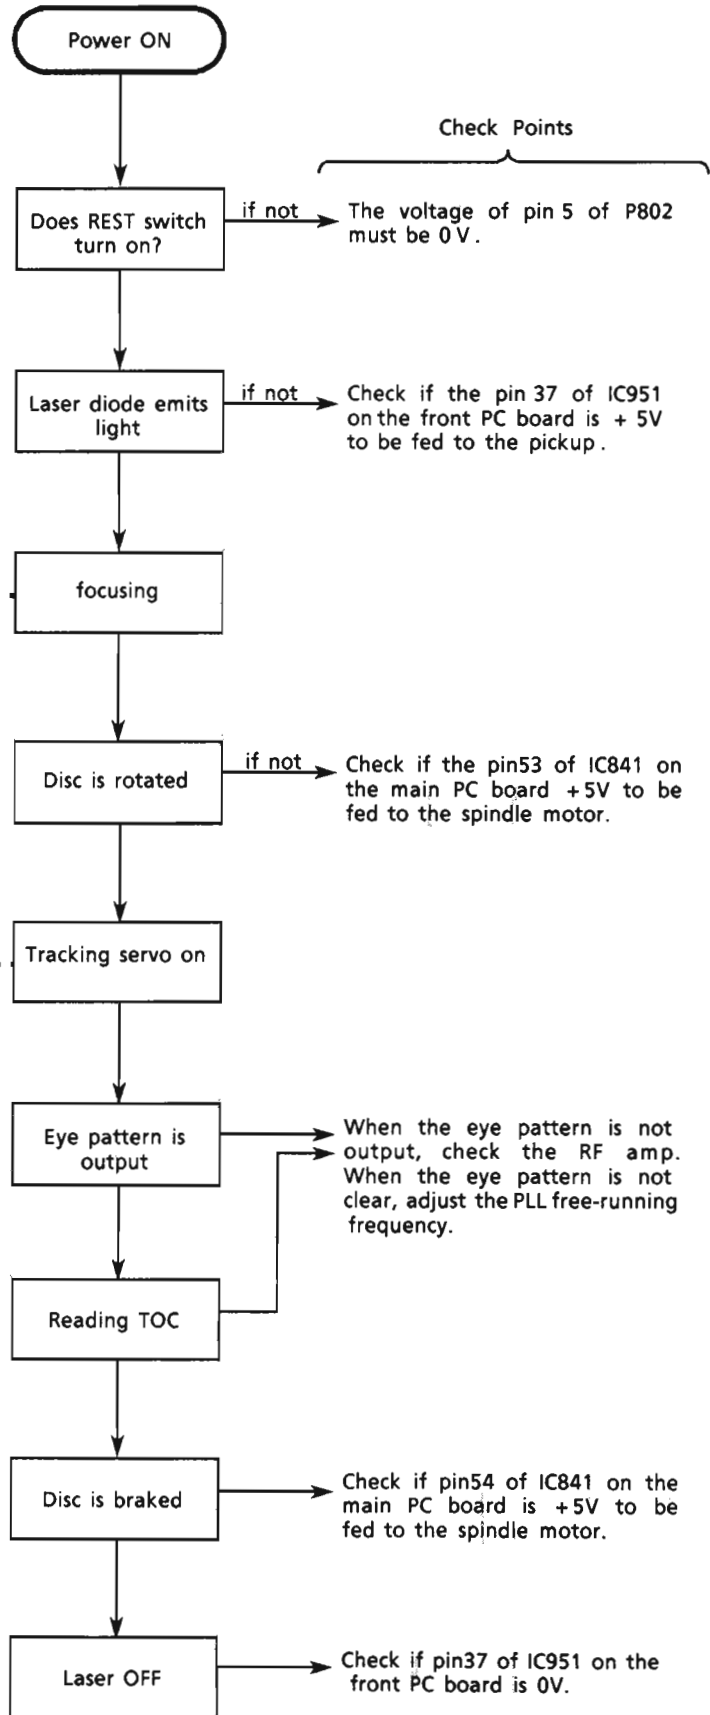 Power ON
Check Points
Does REST switch
turn on?
if not
The voltage of pin 5 of P802
must be 0 V.
Laser diode emits
light
if not
Check if the pin 37 of IC951
on the front PC board is + 5V
to be fed to the pickup.
focusing
Disc is rotated
if not
Check if the pin53 of IC841 on
the main PC board +5V to be
fed to the spindle motor.
Tracking servo on
Eye pattern is
output
When the eye pattern is not
output, check the RF amp.
When the eye pattern is not
clear, adjust the PLL free-running
frequency.
Reading TOC
Disc is braked
Check if pin54 of IC841 on the
main PC board is +5V to be
fed to the spindle motor.
Laser OFF
Check if pin37 of IC951 on the
front PC board is 0V.